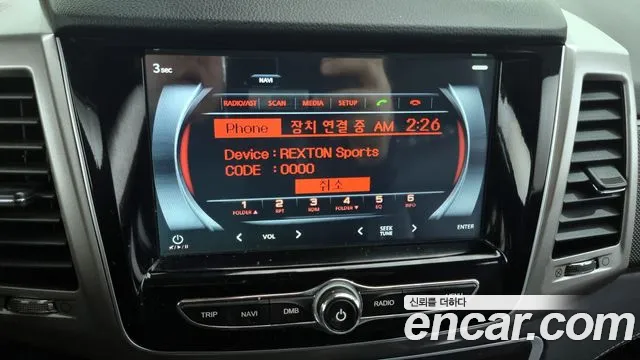 3 sec
NAVI
RADIO/AST SCAN MEDIA SETUP
Phone 장치 연결 중 AM 2:26
Device : REXTON Sports
CODE : 0000
취소
1 2 3 4 5 6
FOLDER ▲ RPT RDM FOLDER ▼ EQ INFO
< VOL > < SEEK TUNE > ENTER
TRIP NAVI DMB RADIO
신뢰를 더하다
encar.com